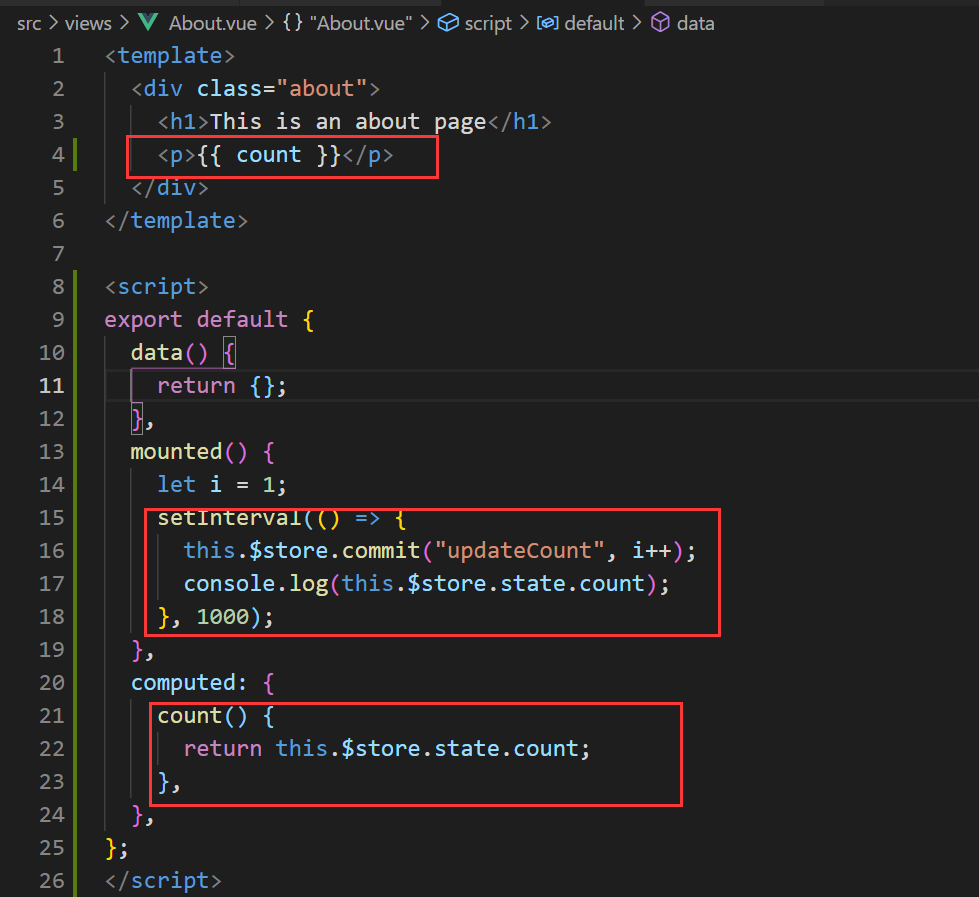 src > views > About.vue > {} "About.vue" > script > default > data
1 <template>
2 <div class="about">
3 <h1>This is an about page</h1>
4 <p>{{ count }}</p>
5 </div>
6 </template>
7
8 <script>
9 export default {
10 data() {
11 return {};
12 },
13 mounted() {
14 let i = 1;
15 setInterval(() => {
16 this.$store.commit("updateCount", i++);
17 console.log(this.$store.state.count);
18 }, 1000);
19 },
20 computed: {
21 count() {
22 return this.$store.state.count;
23 },
24 },
25 };
26 </script>